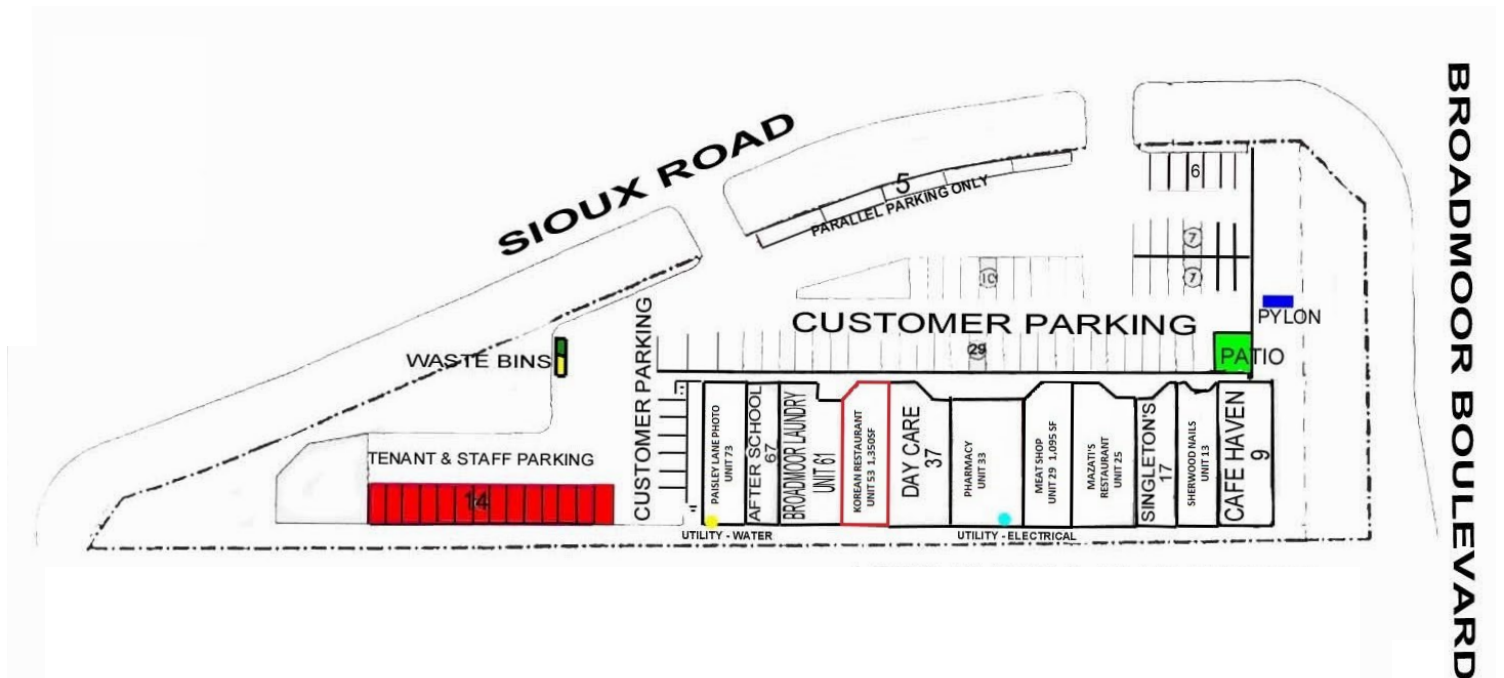 BROADMOOR BOULEVARD
SIOUX ROAD
5
PARALLEL PARKING ONLY
6
7
7
10
PYLON
CUSTOMER PARKING
29
PATIO
WASTE BINS
CUSTOMER PARKING
TENANT & STAFF PARKING
14
PAISLEY LANE PHOTO
UNIT 73
AFTER SCHOOL
67
BROADMOOR LAUNDRY
UNIT 61
KOREAN RESTAURANT
UNIT 53 1,350SF
DAY CARE
37
PHARMACY
UNIT 33
MEAT SHOP
UNIT 29 1,095 SF
MAZATI'S
RESTAURANT
UNIT 25
SINGLETON'S
17
SHERWOOD NAILS
UNIT 13
CAFE HAVEN
9
UTILITY - WATER
UTILITY - ELECTRICAL